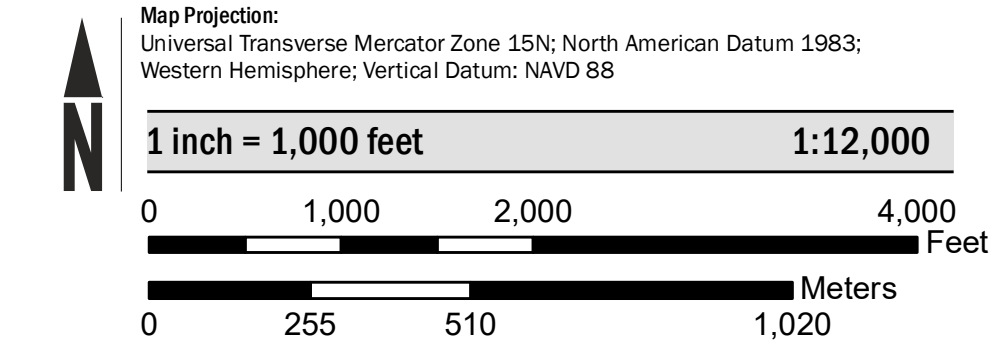 Map Projection:
Universal Transverse Mercator Zone 15N; North American Datum 1983;
Western Hemisphere; Vertical Datum: NAVD 88
N
1 inch = 1,000 feet 1:12,000
0 1,000 2,000 4,000
Feet
Meters
0 255 510 1,020